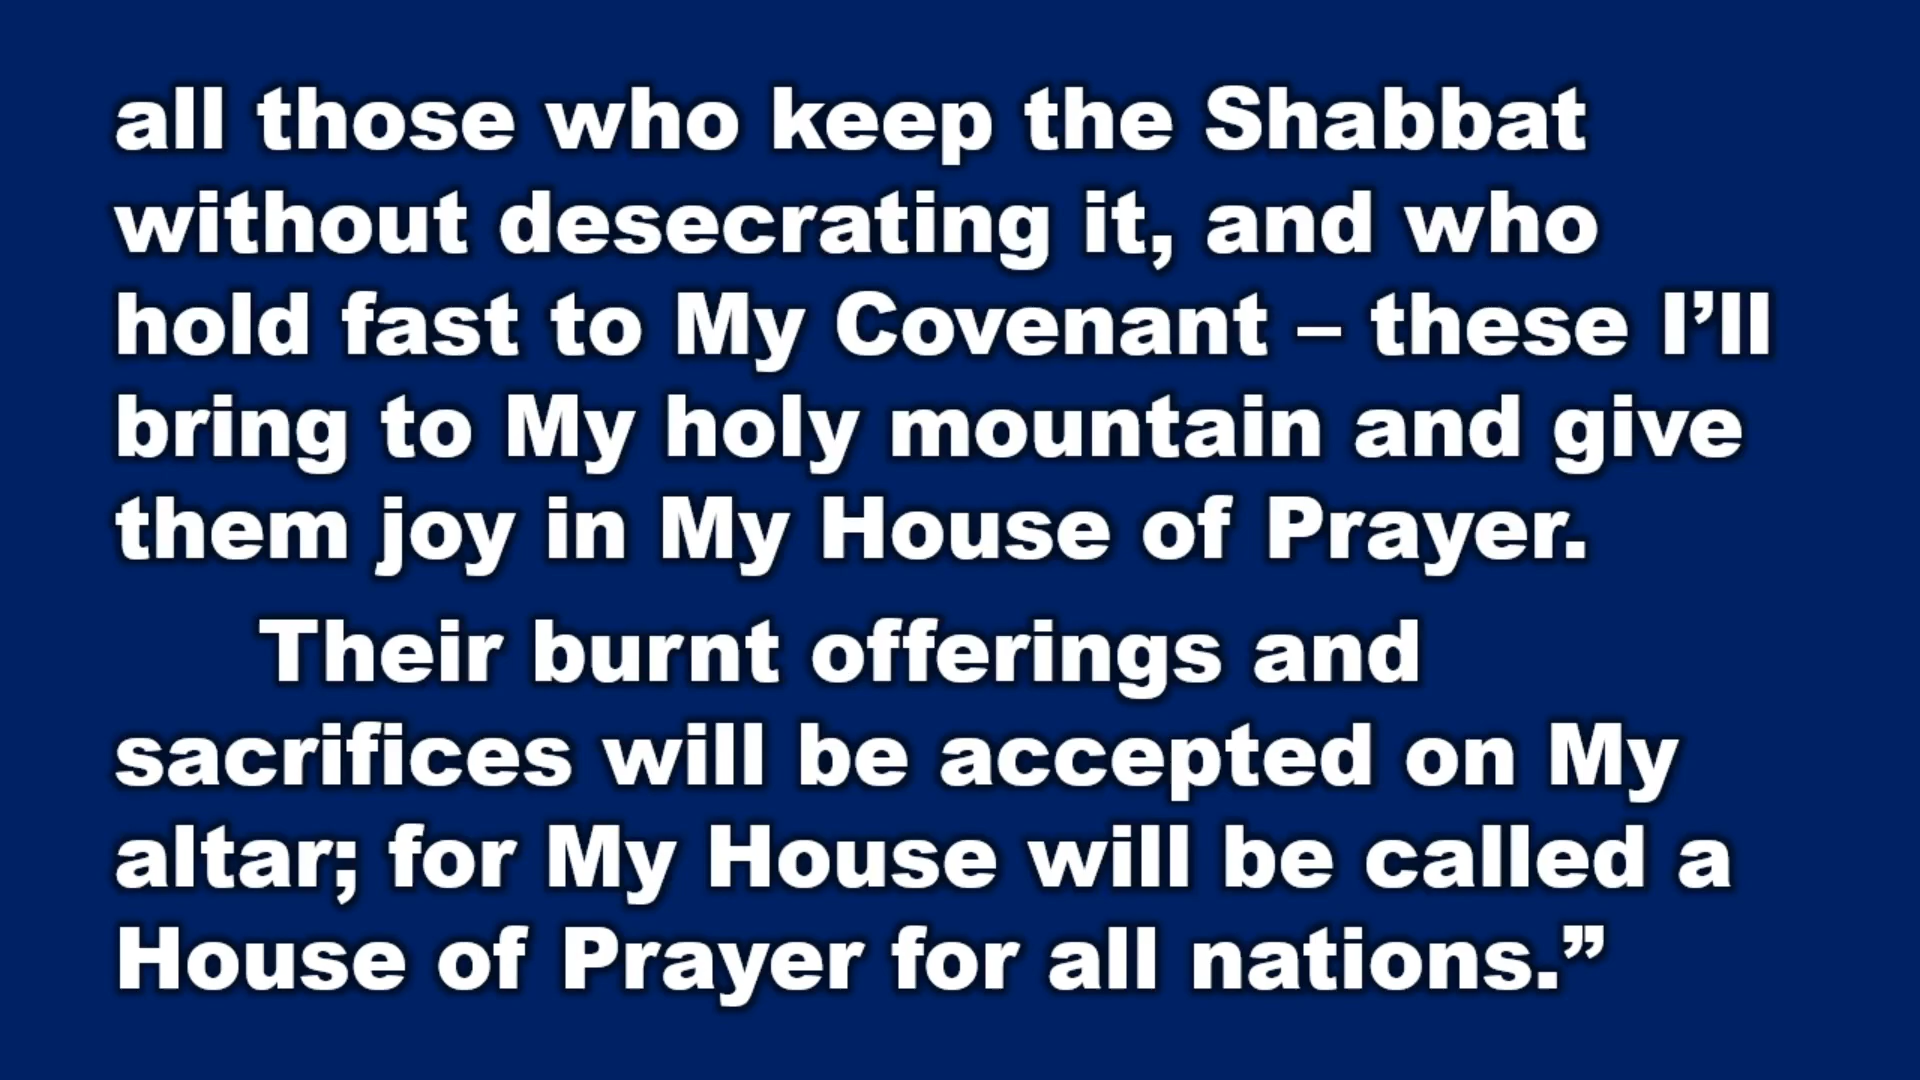 all those who keep the Shabbat
without desecrating it, and who
hold fast to My Covenant – these I’ll
bring to My holy mountain and give
them joy in My House of Prayer.
Their burnt offerings and
sacrifices will be accepted on My
altar; for My House will be called a
House of Prayer for all nations.”